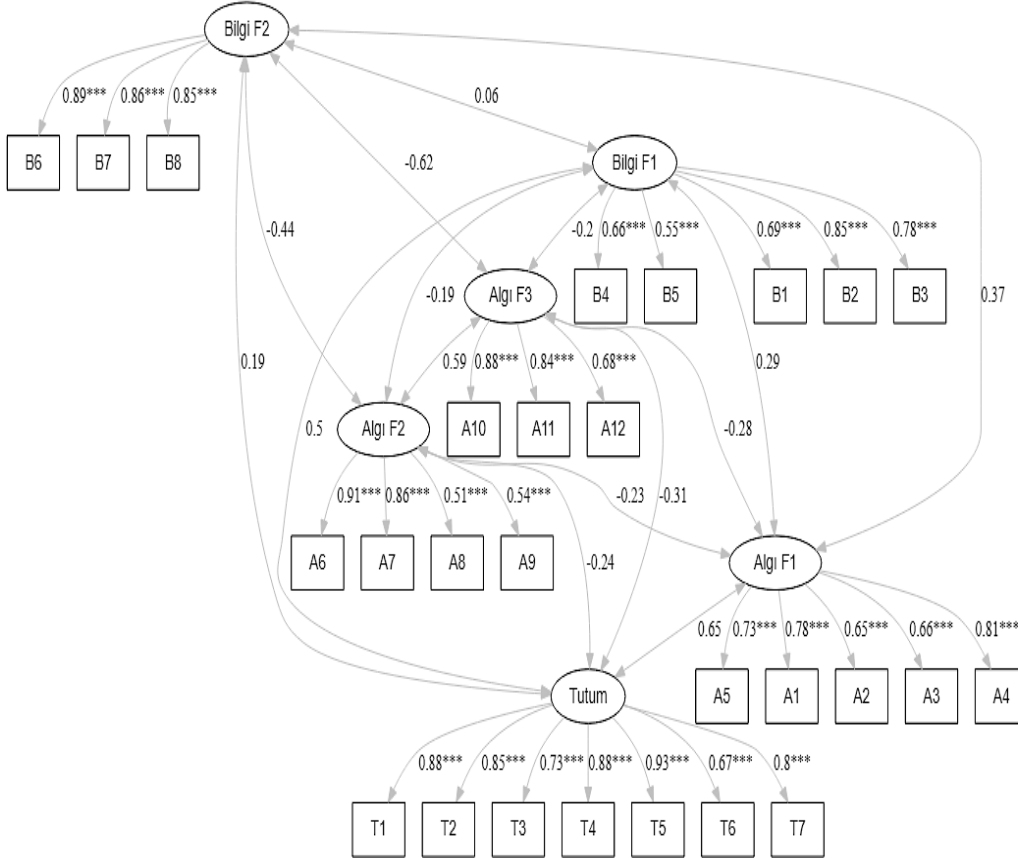 Bilgi F2
0.89*** 0.86*** 0.85***
0.06
B6 B7 B8
Bilgi F1
-0.62
-0.44
-0.2 0.66*** 0.55*** 0.69*** 0.85*** 0.78***
-0.19
Algı F3
B4 B5 B1 B2 B3
0.37
0.19
0.59 0.88*** 0.84*** 0.68***
0.29
0.5
Algı F2
A10 A11 A12
-0.28
0.91*** 0.86*** 0.51*** 0.54***
-0.23 -0.31
A6 A7 A8 A9
-0.24
Algı F1
0.65 0.73*** 0.78*** 0.65*** 0.66*** 0.81***
Tutum
A5 A1 A2 A3 A4
0.88*** 0.85*** 0.73*** 0.88*** 0.93*** 0.67*** 0.8***
T1 T2 T3 T4 T5 T6 T7